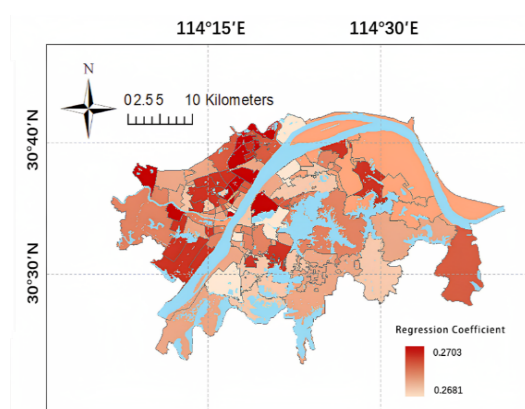 114°15′E 114°30′E
N
02.55 10 Kilometers
30°40′N
30°30′N
Regression Coefficient
0.2703
0.2681